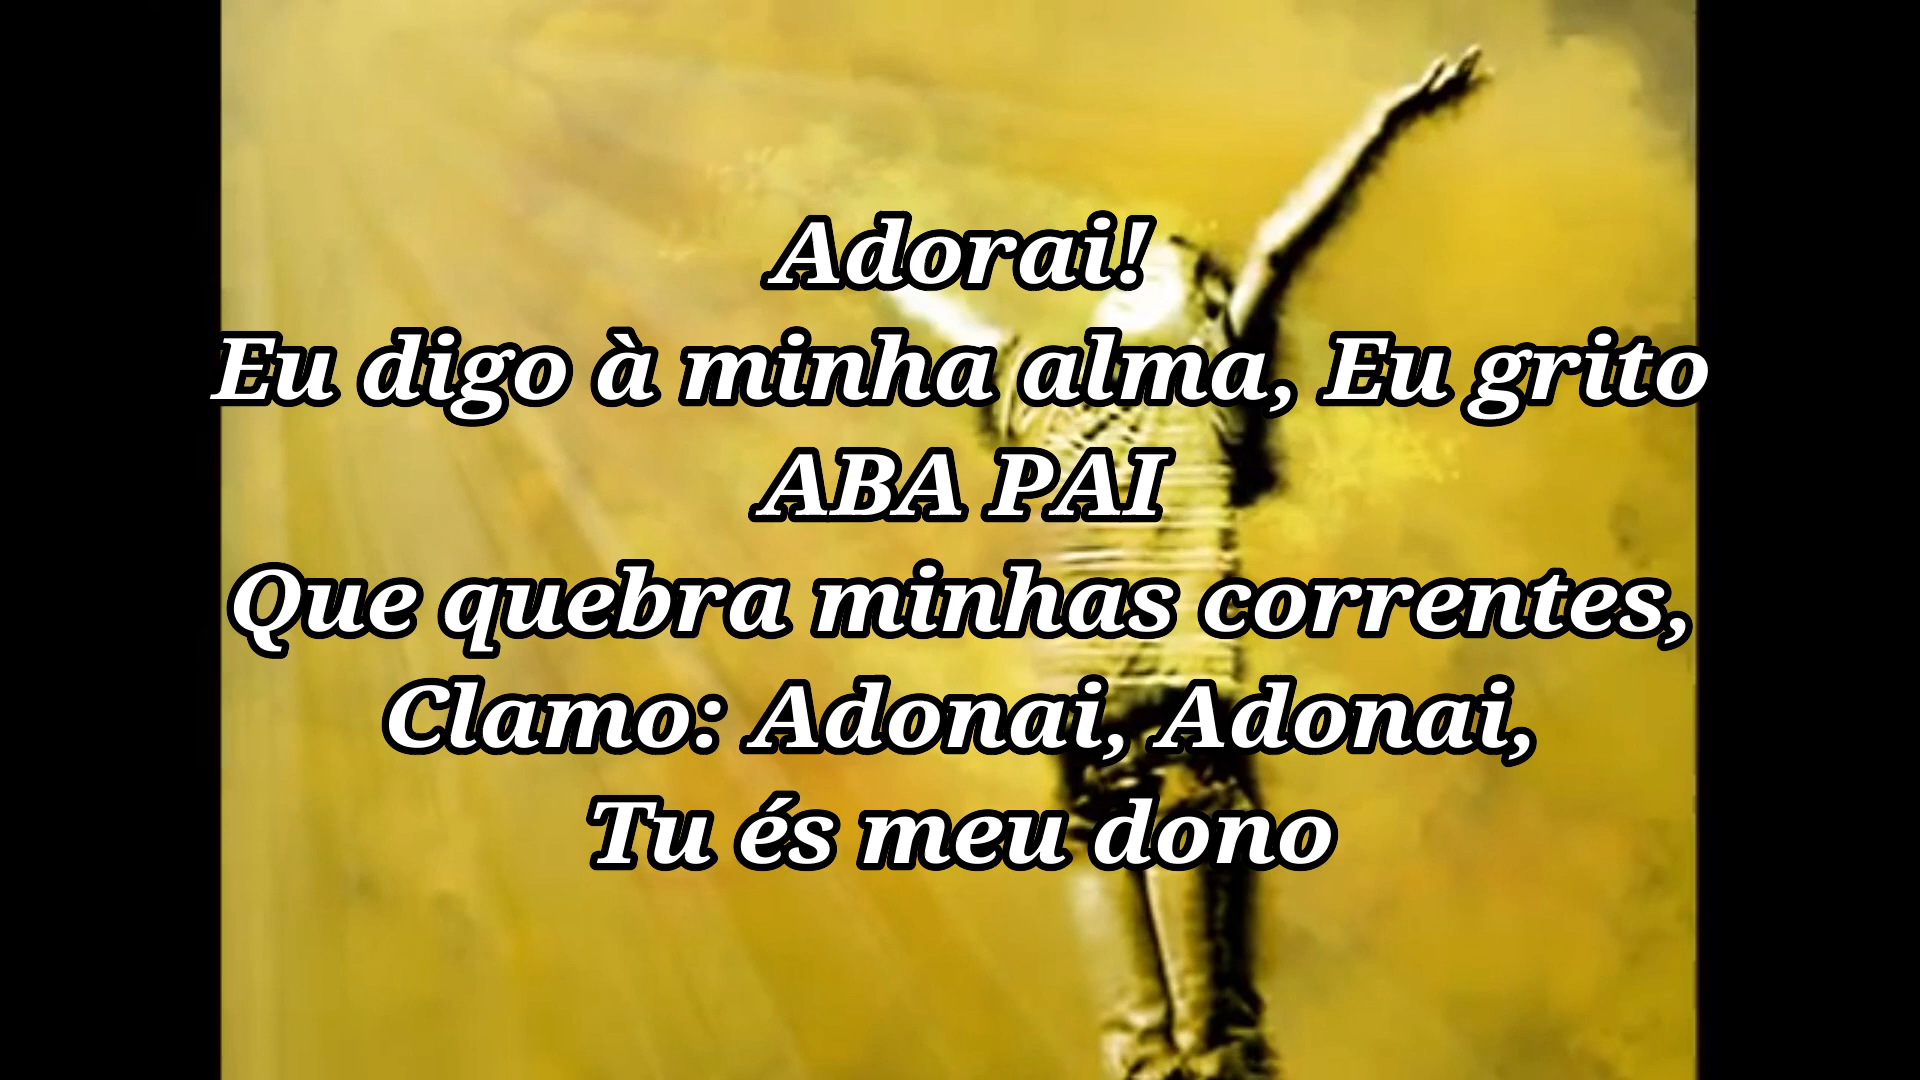 Adorai!
Eu digo à minha alma, Eu grito
ABA PAI
Que quebra minhas correntes,
Clamo: Adonai, Adonai,
Tu és meu dono